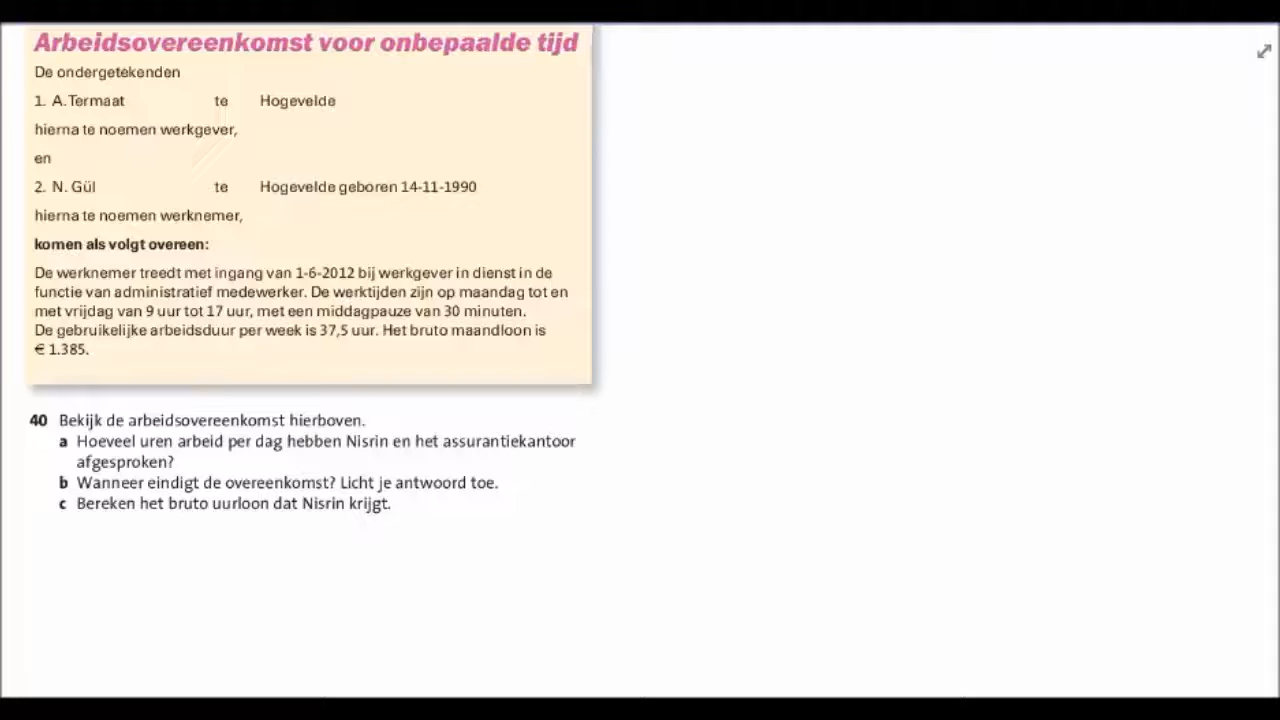 Arbeidsovereenkomst voor onbepaalde tijd
De ondergetekenden
1. A. Termaat te Hogevelde
hierna te noemen werkgever,
en
2. N. Gül te Hogevelde geboren 14-11-1990
hierna te noemen werknemer,
komen als volgt overeen:
De werknemer treedt met ingang van 1-6-2012 bij werkgever in dienst in de
functie van administratief medewerker. De werktijden zijn op maandag tot en
met vrijdag van 9 uur tot 17 uur, met een middagpauze van 30 minuten.
De gebruikelijke arbeidsduur per week is 37,5 uur. Het bruto maandloon is
€ 1.385.
40 Bekijk de arbeidsovereenkomst hierboven.
a Hoeveel uren arbeid per dag hebben Nisrin en het assurantiekantoor
afgesproken?
b Wanneer eindigt de overeenkomst? Licht je antwoord toe.
c Bereken het bruto uurloon dat Nisrin krijgt.